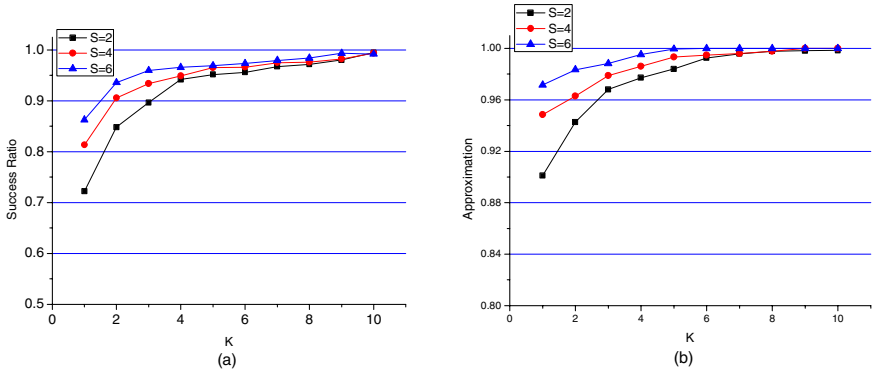 S=2
S=4
S=6
1.0
0.9
0.8
0.7
0.6
0.5
Success Ratio
0 2 4 6 8 10
K
(a)
S=2
S=4
S=6
1.00
0.96
0.92
0.88
0.84
0.80
Approximation
0 2 4 6 8 10
K
(b)